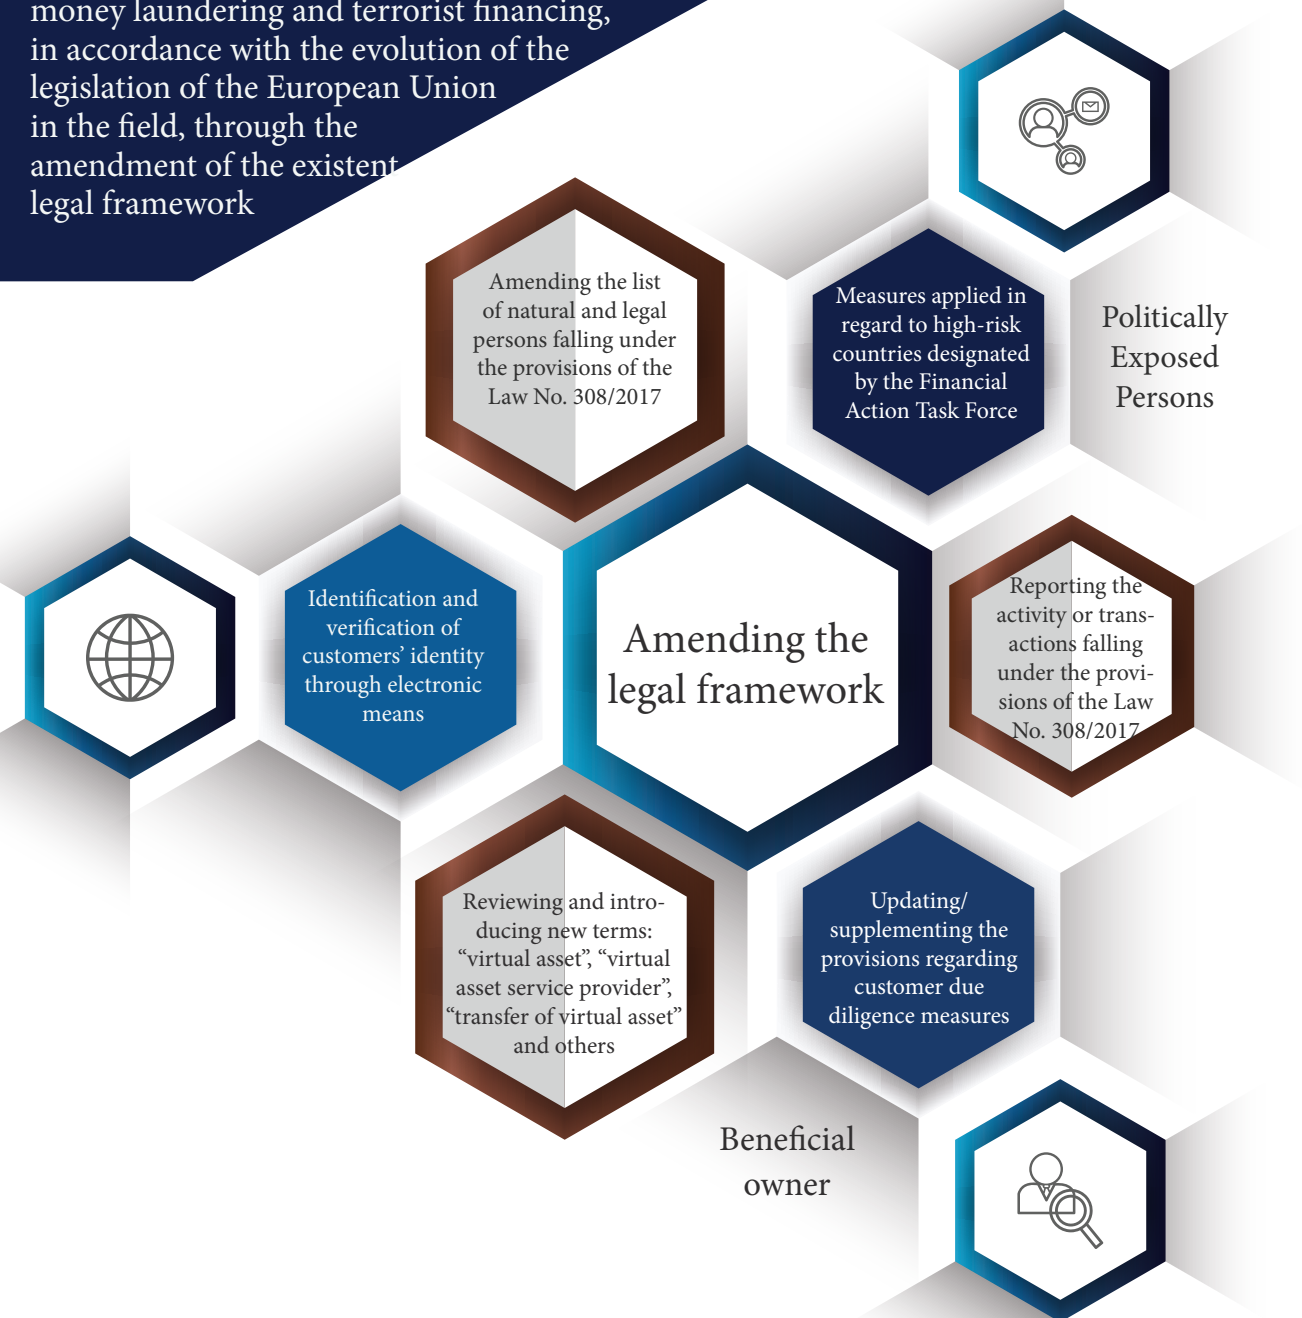 money laundering and terrorist financing,
in accordance with the evolution of the
legislation of the European Union
in the field, through the
amendment of the existent
legal framework
Amending the list
of natural and legal
persons falling under
the provisions of the
Law No. 308/2017
Measures applied in
regard to high-risk
countries designated
by the Financial
Action Task Force
Politically
Exposed
Persons
Identification and
verification of
customers’ identity
through electronic
means
Amending the
legal framework
Reporting the
activity or trans-
actions falling
under the provi-
sions of the Law
No. 308/2017
Reviewing and intro-
ducing new terms:
“virtual asset”, “virtual
asset service provider”,
“transfer of virtual asset”
and others
Updating/
supplementing the
provisions regarding
customer due
diligence measures
Beneficial
owner